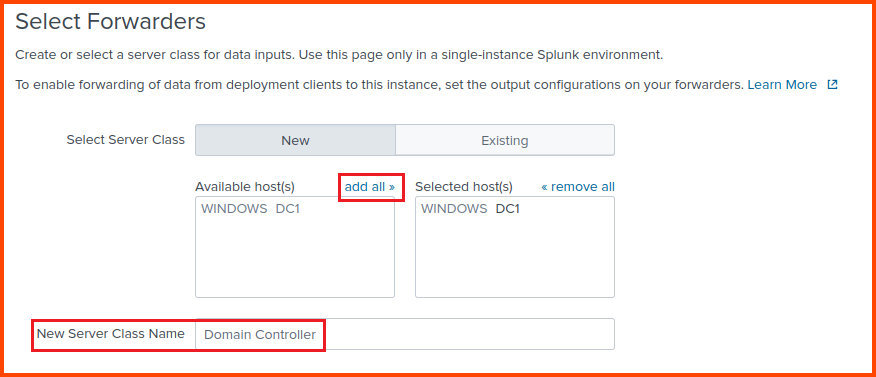 Select Forwarders
Create or select a server class for data inputs. Use this page only in a single-instance Splunk environment.
To enable forwarding of data from deployment clients to this instance, set the output configurations on your forwarders. Learn More
Select Server Class New Existing
Available host(s) add all » Selected host(s) « remove all
WINDOWS DC1 WINDOWS DC1
New Server Class Name Domain Controller